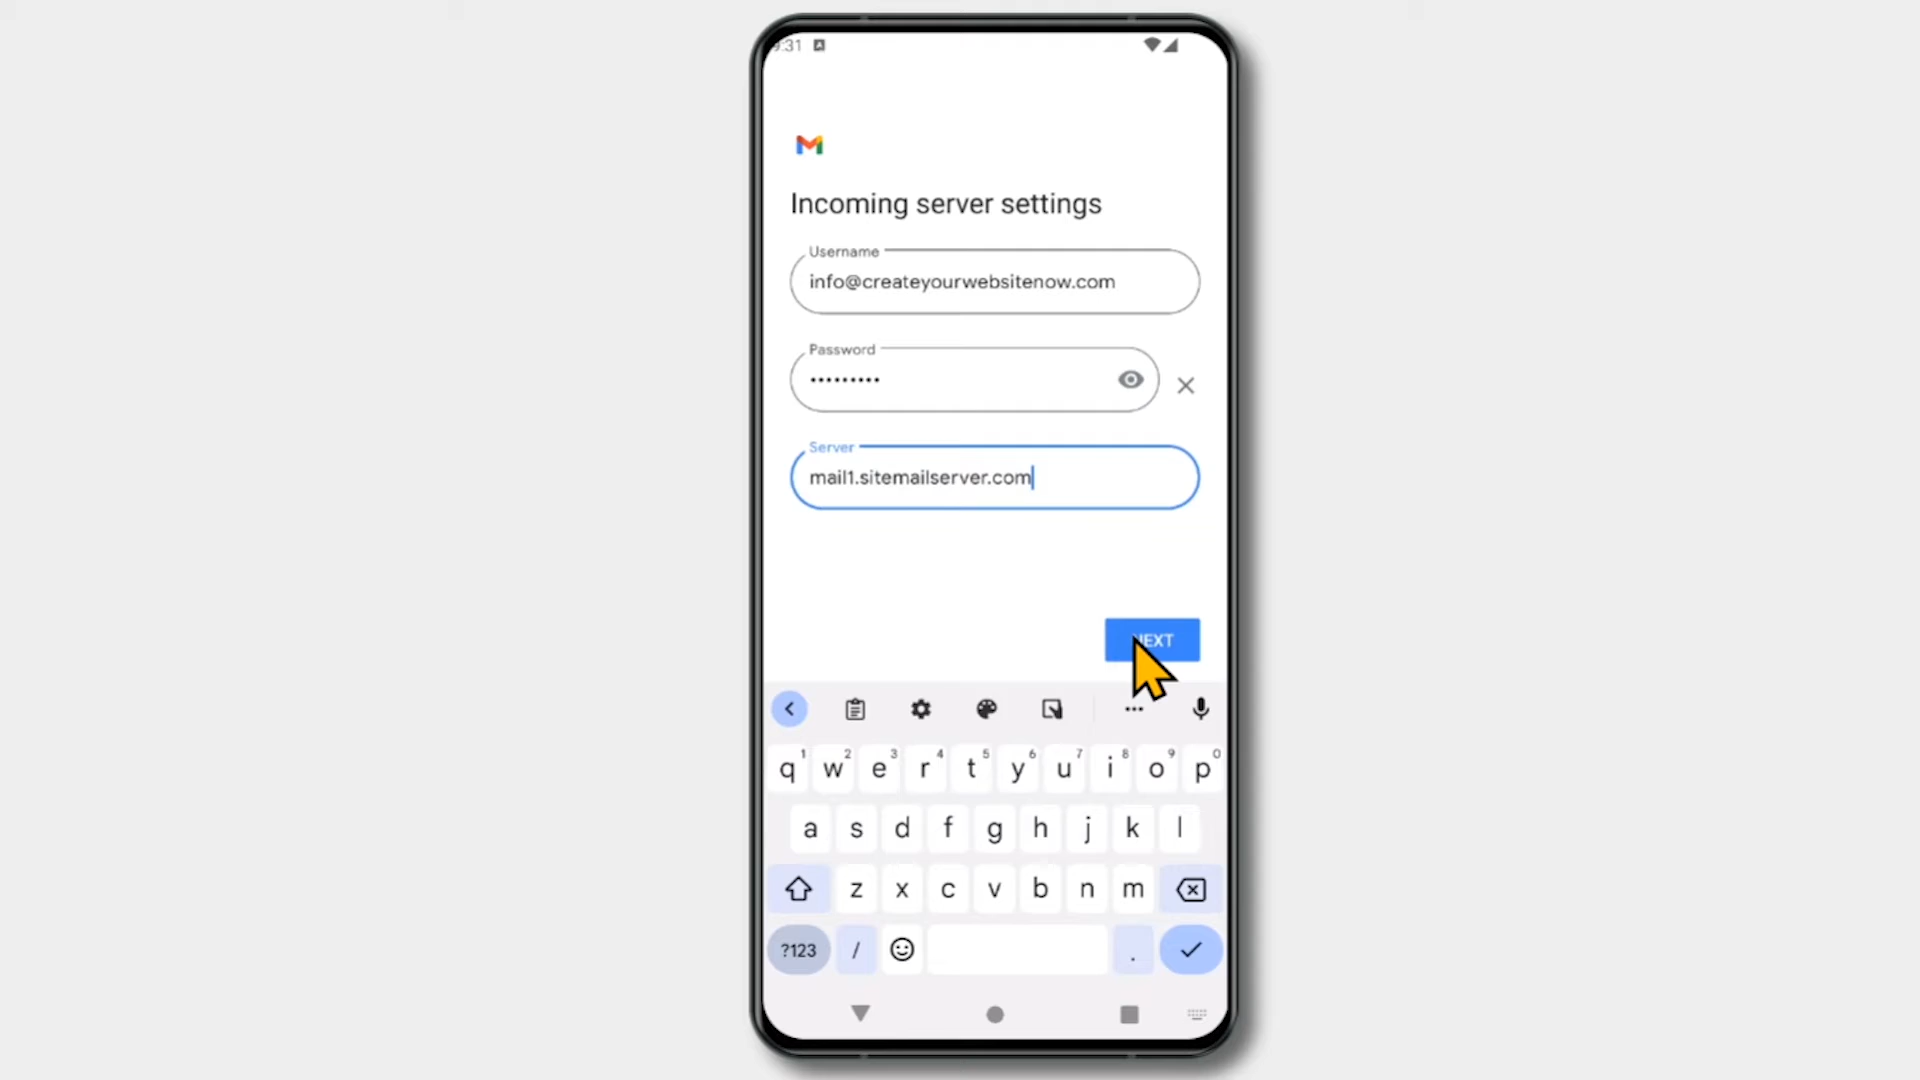 9:31
Incoming server settings
Username
info@createyourwebsitenow.com
Password
•••••••••
Server
mail1.sitemailserver.com
NEXT
q1 w2 e3 r4 t5 y6 u7 i8 o9 p0
a s d f g h j k l
z x c v b n m
?123 / .